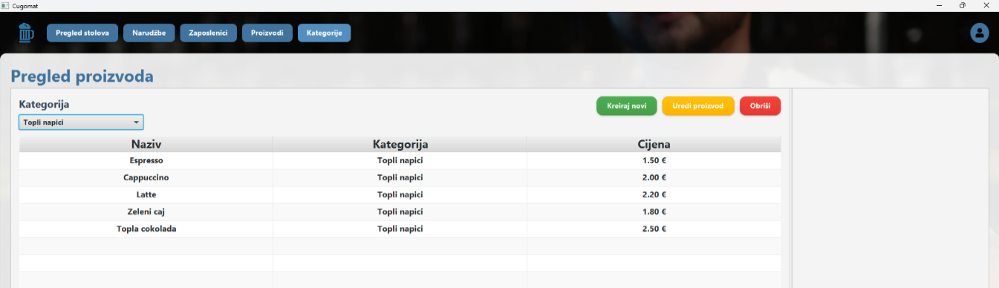 Cugomat
Pregled stolova Narudžbe Zaposlenici Proizvodi Kategorije
Pregled proizvoda
Kategorija
Kreiraj novi Uredi proizvod Obriši
Topli napici
Naziv Kategorija Cijena
Espresso Topli napici 1.50 €
Cappuccino Topli napici 2.00 €
Latte Topli napici 2.20 €
Zeleni caj Topli napici 1.80 €
Topla cokolada Topli napici 2.50 €